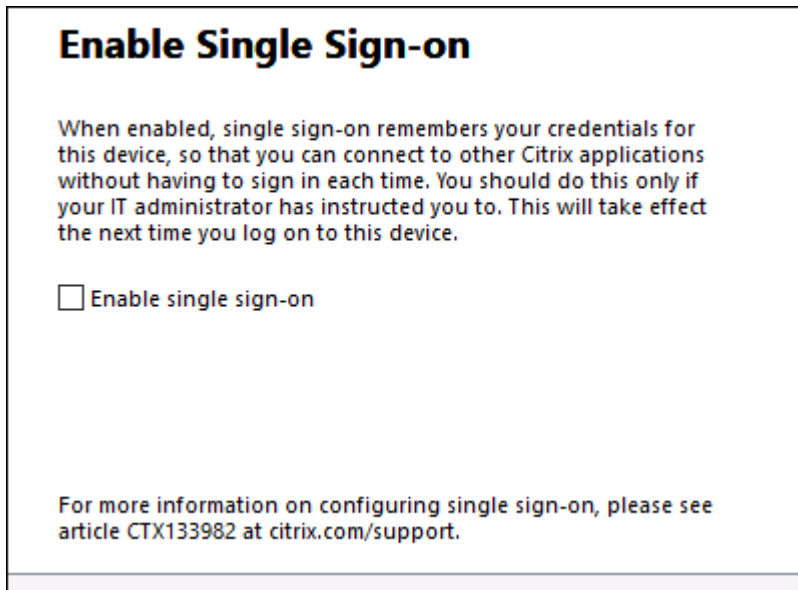 Enable Single Sign-on
When enabled, single sign-on remembers your credentials for
this device, so that you can connect to other Citrix applications
without having to sign in each time. You should do this only if
your IT administrator has instructed you to. This will take effect
the next time you log on to this device.
Enable single sign-on
For more information on configuring single sign-on, please see
article CTX133982 at citrix.com/support.